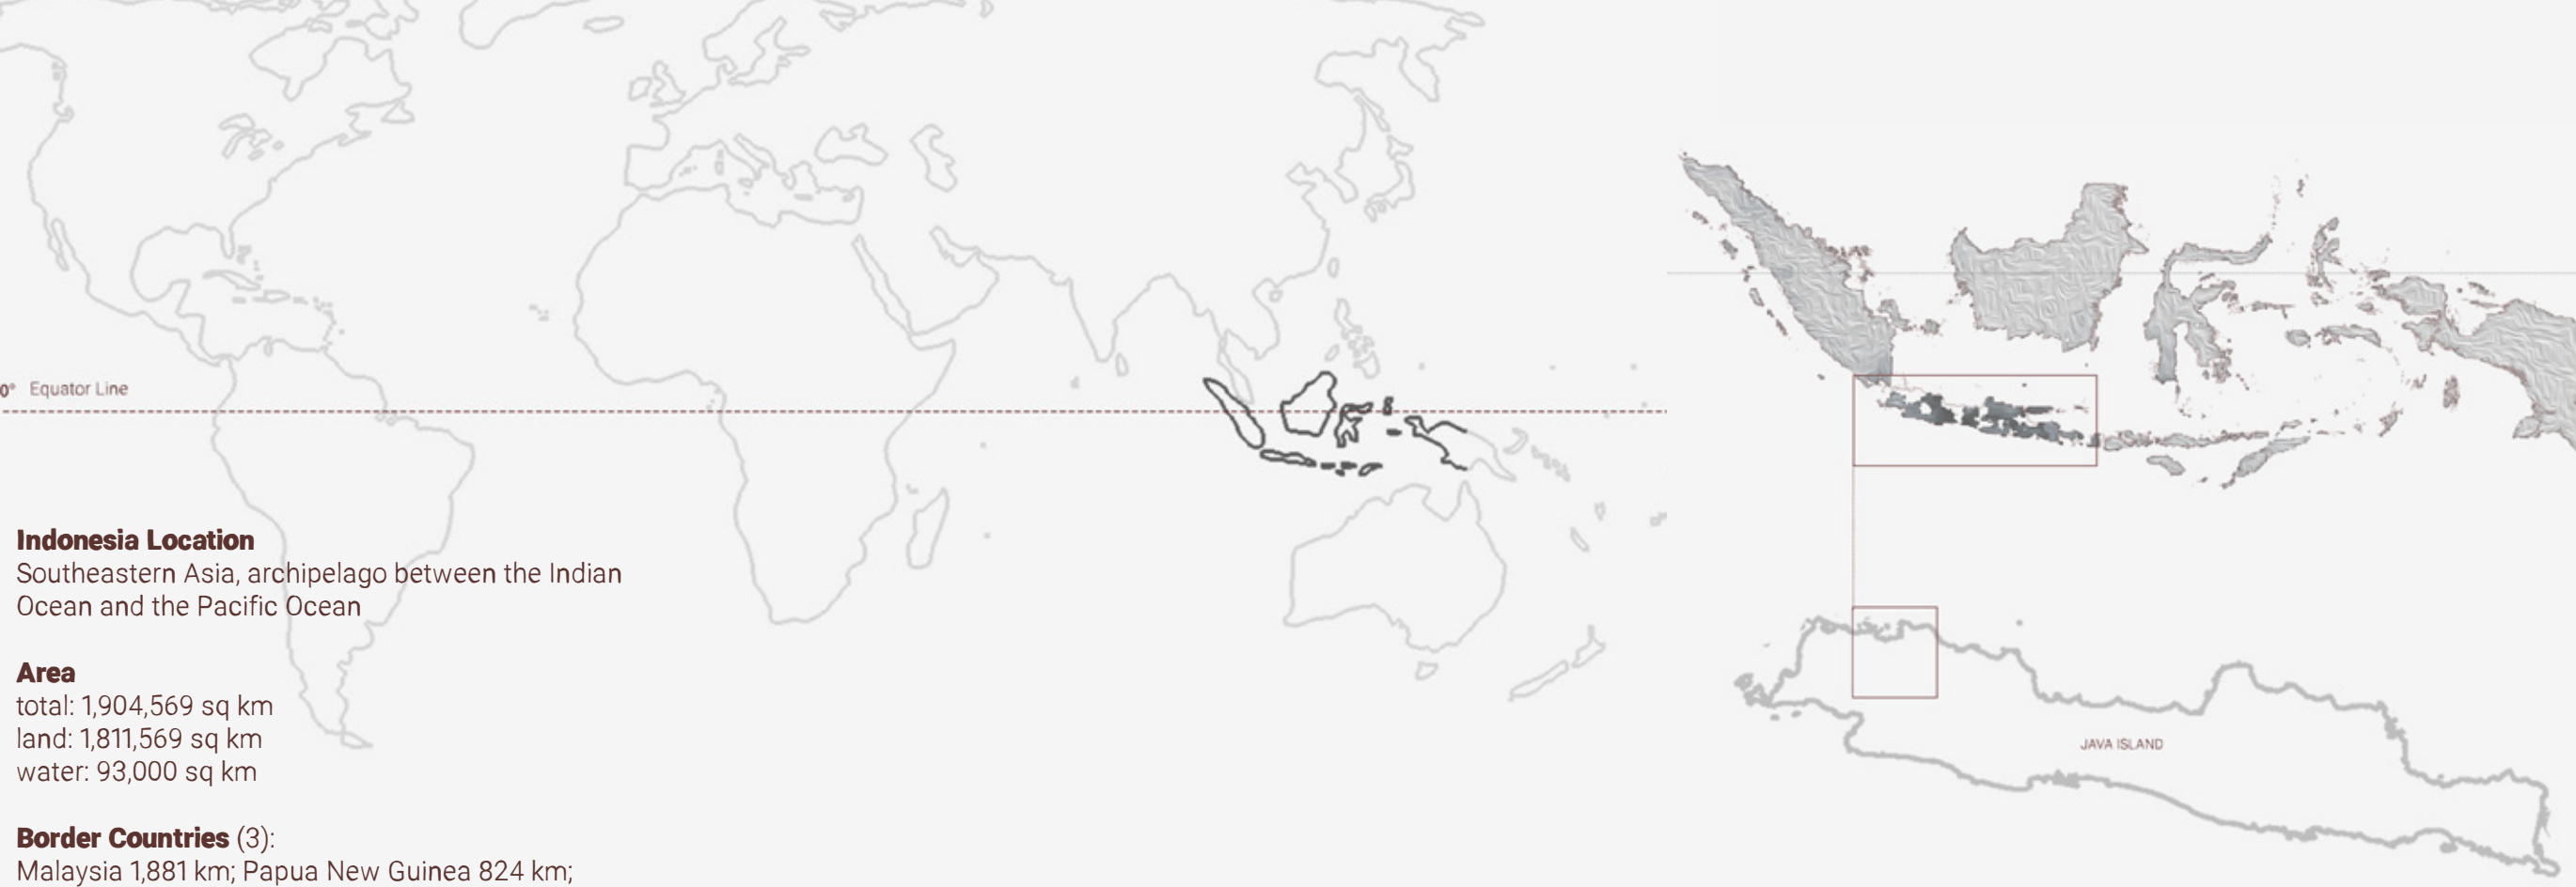 0° Equator Line
Indonesia Location
Southeastern Asia, archipelago between the Indian
Ocean and the Pacific Ocean
Area
total: 1,904,569 sq km
land: 1,811,569 sq km
water: 93,000 sq km
Border Countries (3):
Malaysia 1,881 km; Papua New Guinea 824 km;
JAVA ISLAND